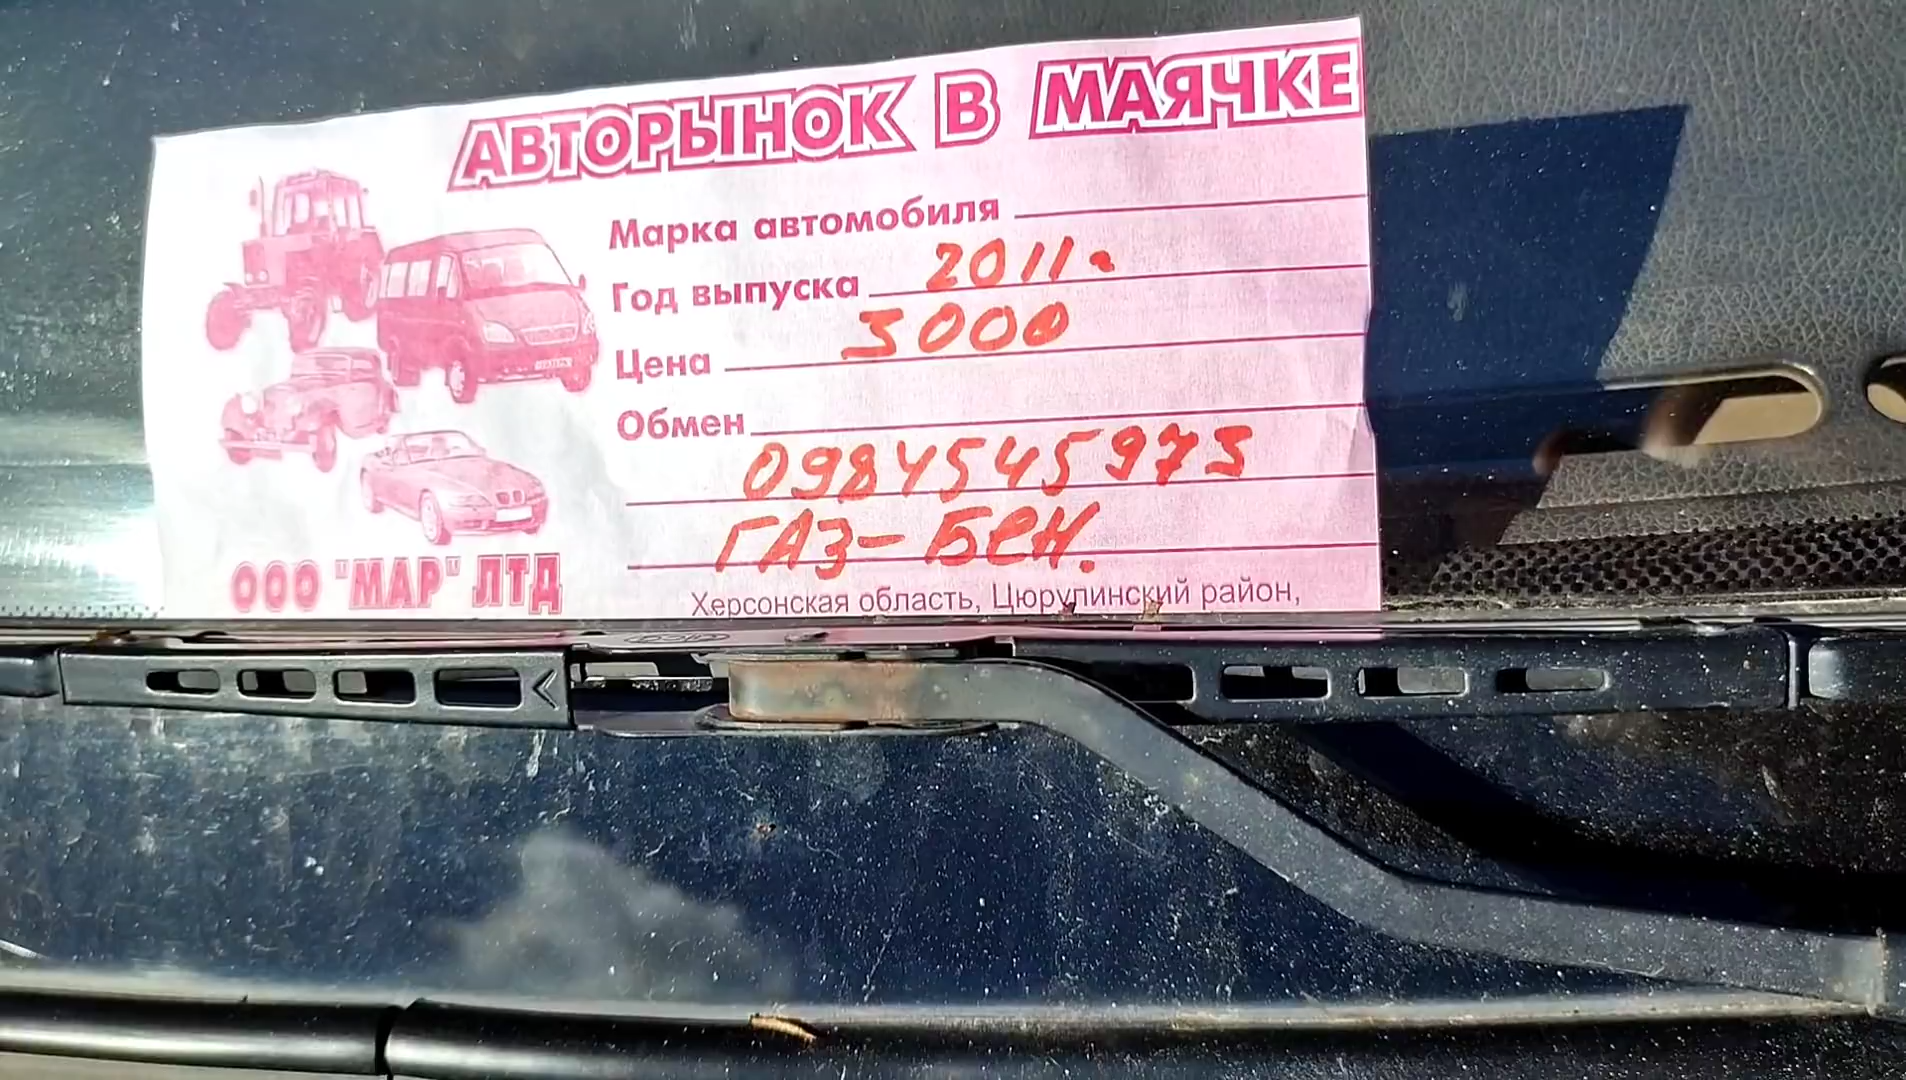 АВТОРЫНОК В МАЯЧКЕ
Марка автомобиля
Год выпуска 2011г
Цена 3000
Обмен
0984545973
ГАЗ-БЕН.
ООО "МАР" ЛТД
Херсонская область, Цюрупинский район,